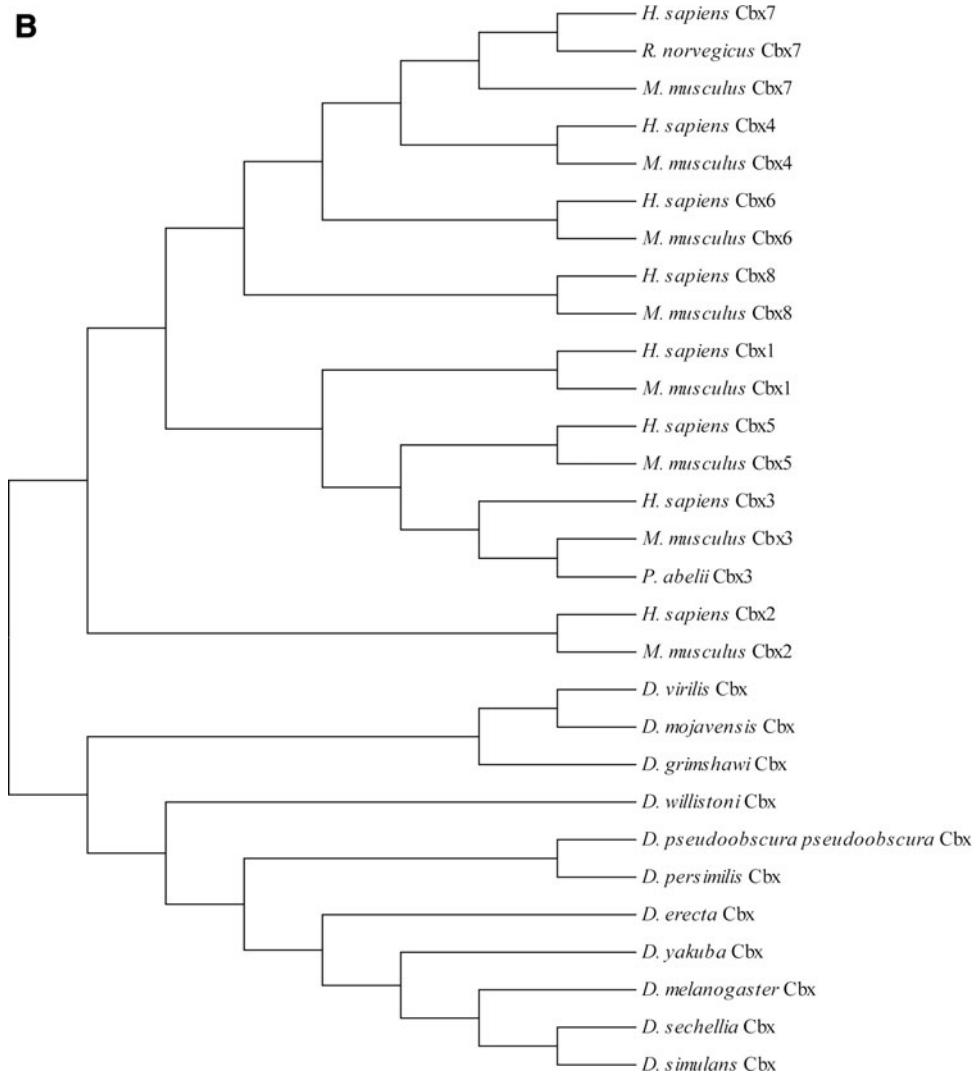 B
H. sapiens Cbx7
R. norvegicus Cbx7
M. musculus Cbx7
H. sapiens Cbx4
M. musculus Cbx4
H. sapiens Cbx6
M. musculus Cbx6
H. sapiens Cbx8
M. musculus Cbx8
H. sapiens Cbx1
M. musculus Cbx1
H. sapiens Cbx5
M. musculus Cbx5
H. sapiens Cbx3
M. musculus Cbx3
P. abelii Cbx3
H. sapiens Cbx2
M. musculus Cbx2
D. virilis Cbx
D. mojavensis Cbx
D. grimshawi Cbx
D. willistoni Cbx
D. pseudoobscura pseudoobscura Cbx
D. persimilis Cbx
D. erecta Cbx
D. yakuba Cbx
D. melanogaster Cbx
D. sechellia Cbx
D. simulans Cbx